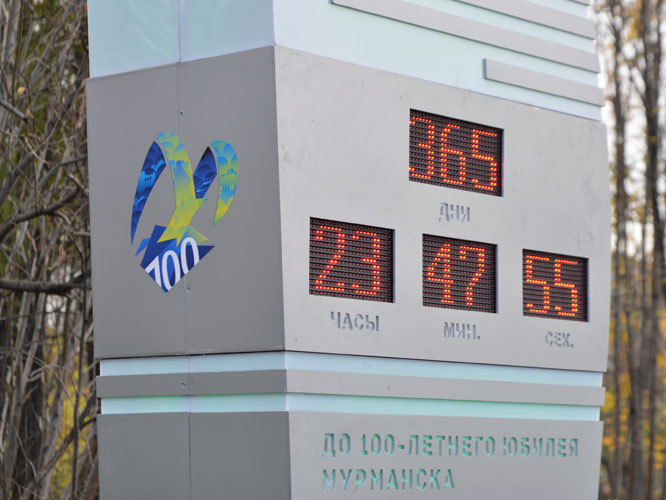 365
ДНИ
23 47 55
ЧАСЫ МИН. СЕК.
100
ДО 100-ЛЕТНЕГО ЮБИЛЕЯ
МУРМАНСКА